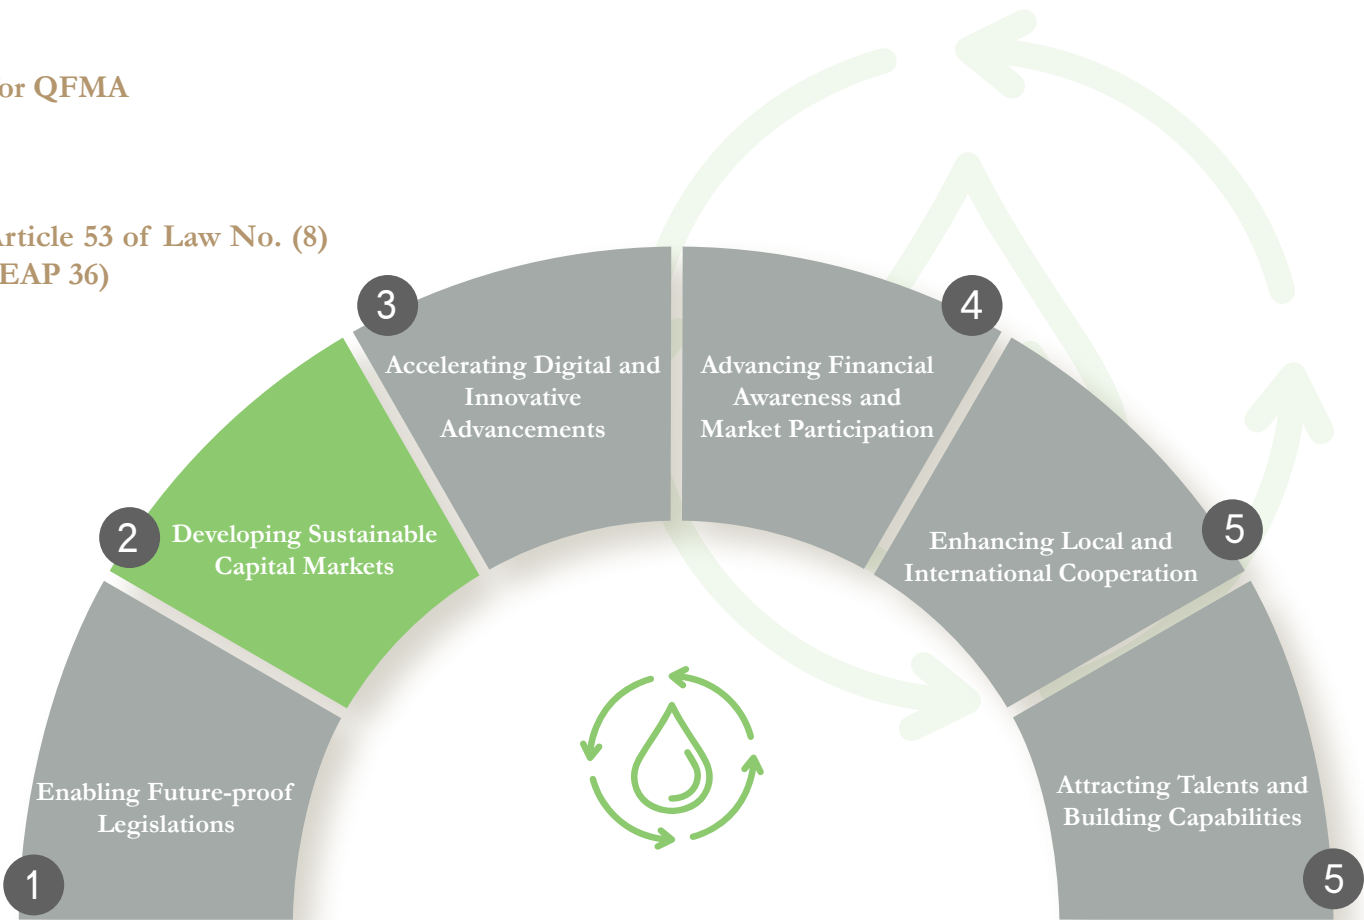 or QFMA
Article 53 of Law No. (8)
EAP 36)
3
Accelerating Digital and
Innovative
Advancements
4
Advancing Financial
Awareness and
Market Participation
2
Developing Sustainable
Capital Markets
5
Enhancing Local and
International Cooperation
1
Enabling Future-proof
Legislations
Attracting Talents and
Building Capabilities
5